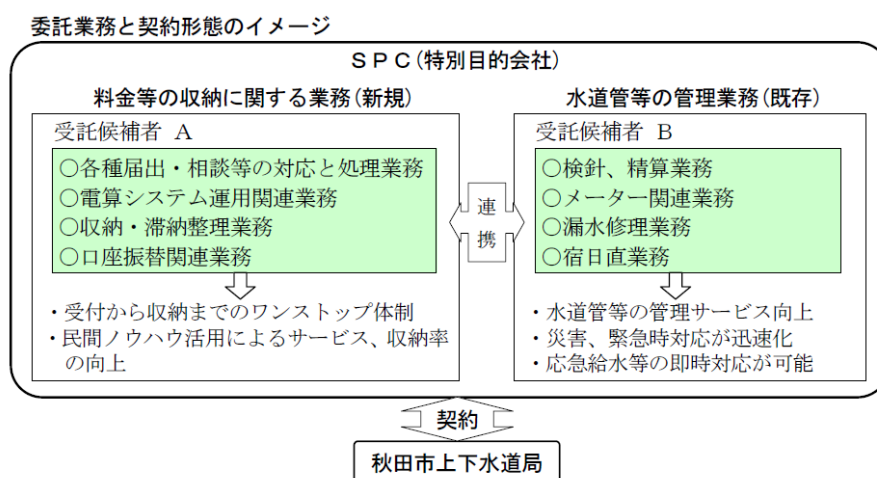 委託業務と契約形態のイメージ
ＳＰＣ(特別目的会社)
料金等の収納に関する業務(新規)
受託候補者 Ａ
○各種届出・相談等の対応と処理業務
○電算システム運用関連業務
○収納・滞納整理業務
○口座振替関連業務
・受付から収納までのワンストップ体制
・民間ノウハウ活用によるサービス、収納率
の向上
連
携
水道管等の管理業務(既存)
受託候補者 Ｂ
○検針、精算業務
○メーター関連業務
○漏水修理業務
○宿日直業務
・水道管等の管理サービス向上
・災害、緊急時対応が迅速化
・応急給水等の即時対応が可能
契約
秋田市上下水道局